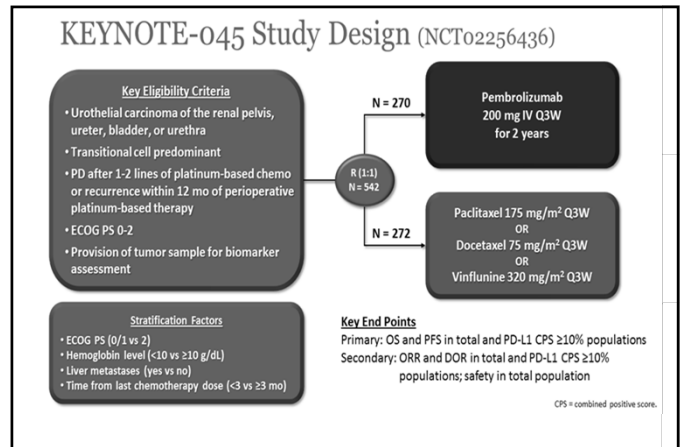 KEYNOTE-045 Study Design (NCT02256436)
Key Eligibility Criteria
• Urothelial carcinoma of the renal pelvis,
ureter, bladder, or urethra
• Transitional cell predominant
• PD after 1-2 lines of platinum-based chemo
or recurrence within 12 mo of perioperative
platinum-based therapy
• ECOG PS 0-2
• Provision of tumor sample for biomarker
assessment
Stratification Factors
• ECOG PS (0/1 vs 2)
• Hemoglobin level (<10 vs ≥10 g/dL)
• Liver metastases (yes vs no)
• Time from last chemotherapy dose (<3 vs ≥3 mo)
R (1:1)
N = 542
N = 270
Pembrolizumab
200 mg IV Q3W
for 2 years
N = 272
Paclitaxel 175 mg/m² Q3W
OR
Docetaxel 75 mg/m² Q3W
OR
Vinflunine 320 mg/m² Q3W
Key End Points
Primary: OS and PFS in total and PD-L1 CPS ≥10% populations
Secondary: ORR and DOR in total and PD-L1 CPS ≥10%
populations; safety in total population
CPS = combined positive score.